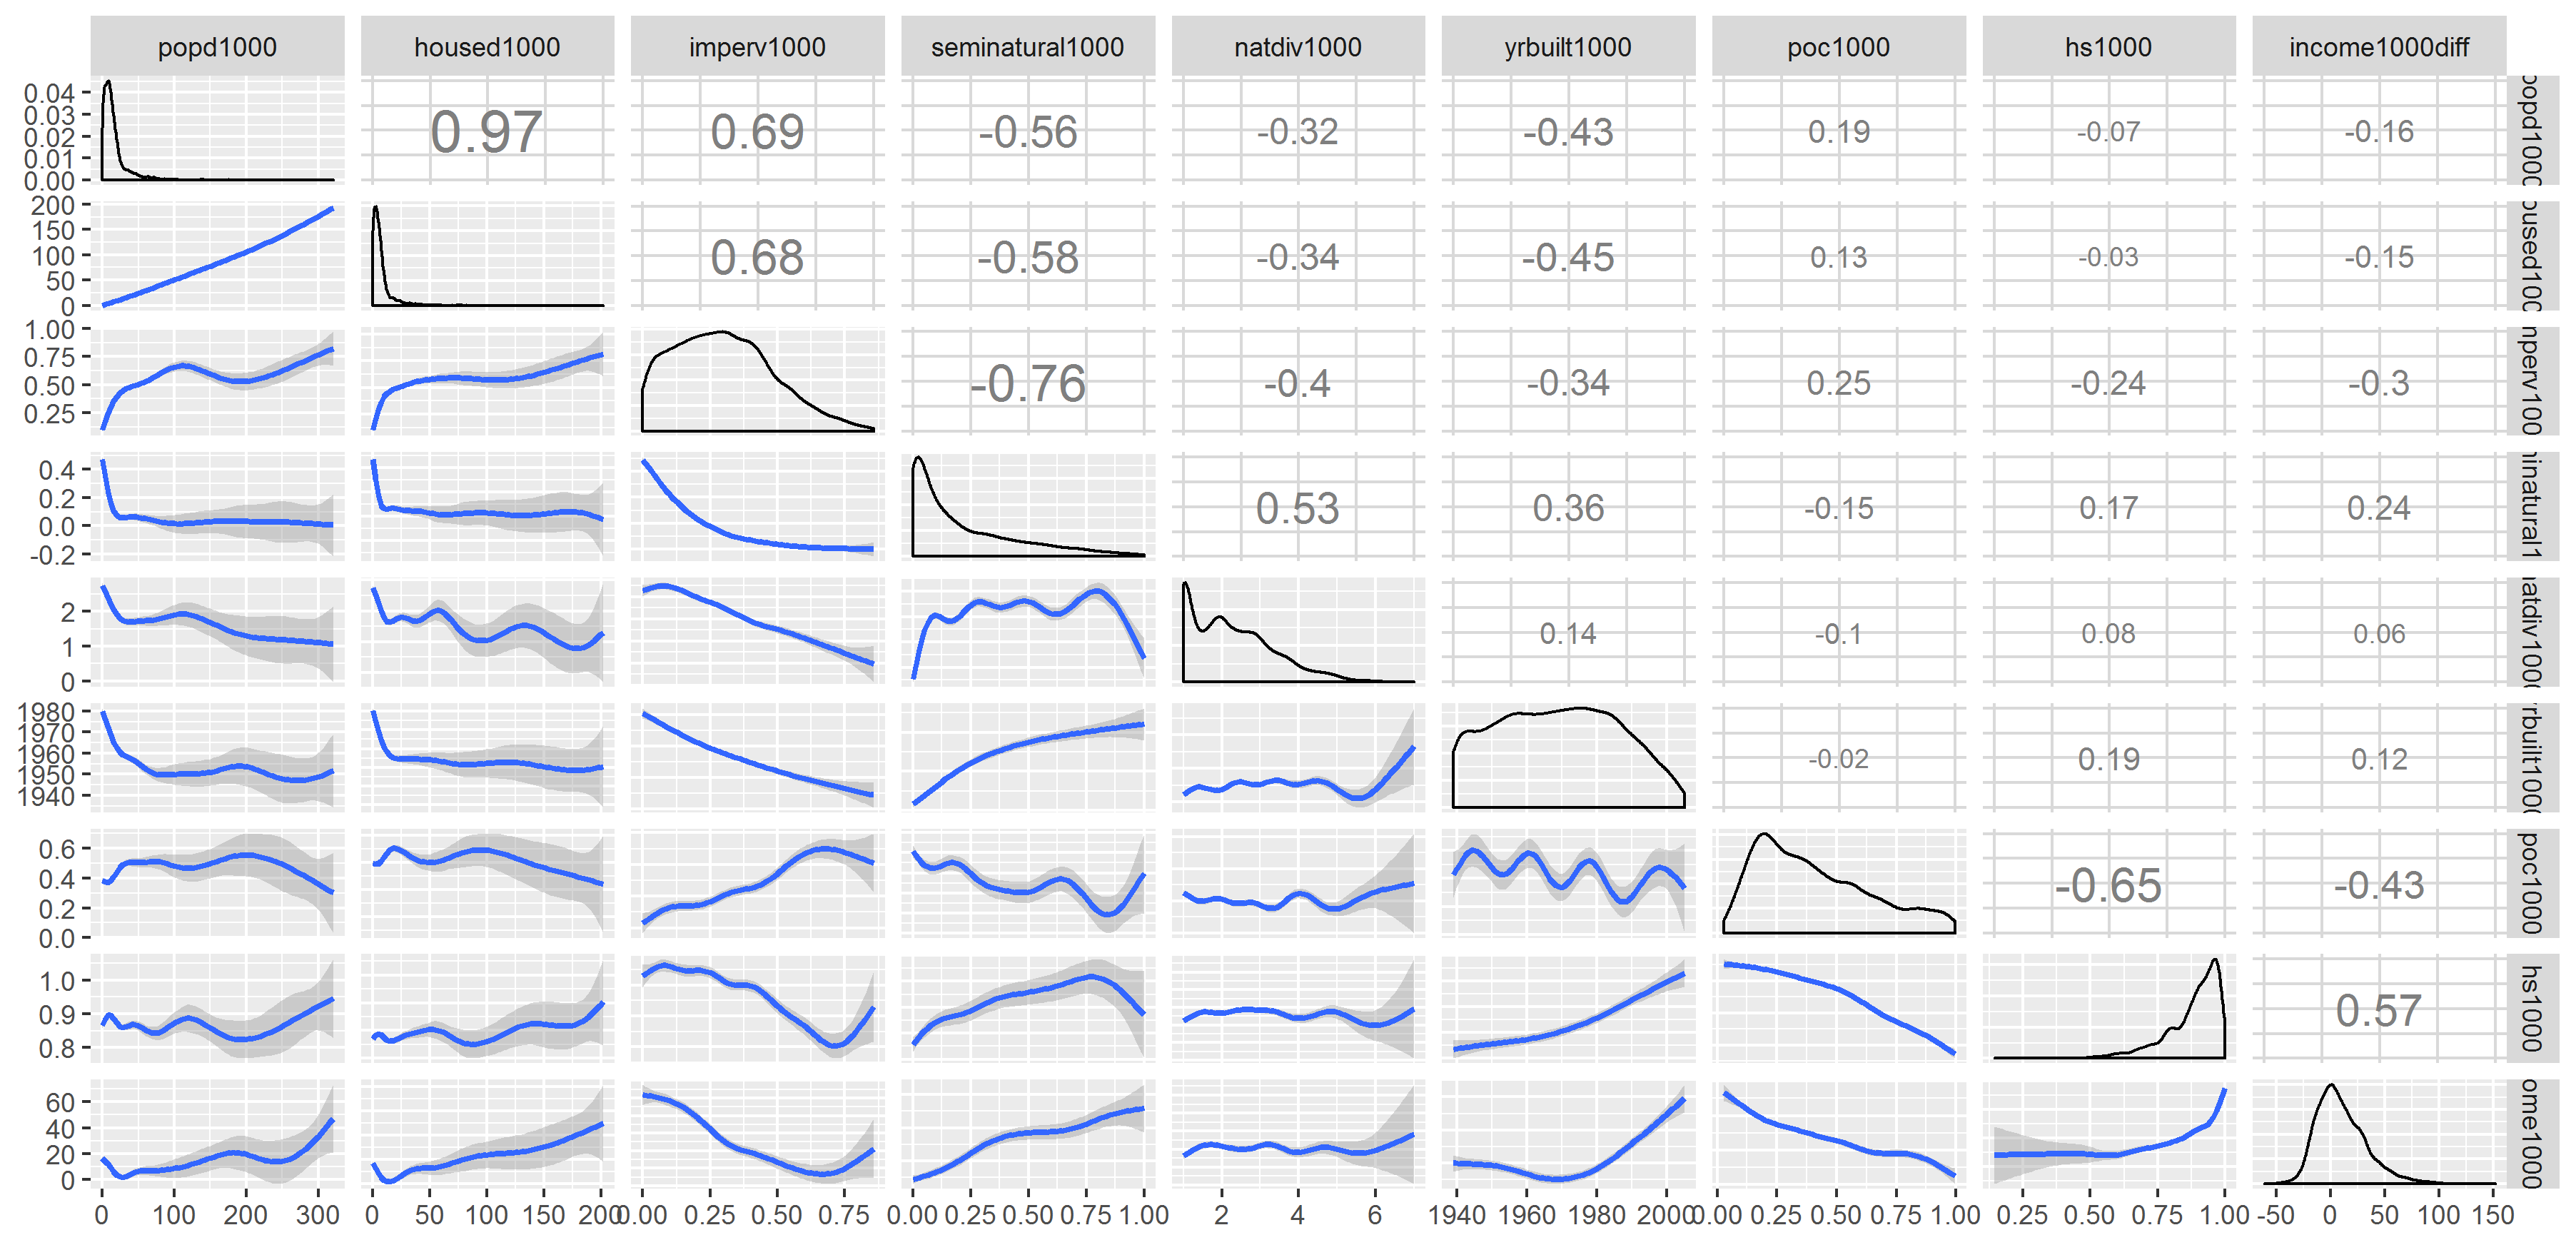 popd1000 housed1000 imperv1000 seminatural1000 natdiv1000 yrbuilt1000 poc1000 hs1000 income1000diff
0.04
0.03
0.02
0.01
0.00
0.97 0.69 -0.56 -0.32 -0.43 0.19 -0.07 -0.16
popd100
200
150
100
50
0
0.68 -0.58 -0.34 -0.45 0.13 -0.03 -0.15
oused100
1.00
0.75
0.50
0.25
-0.76 -0.4 -0.34 0.25 -0.24 -0.3
nperv100
0.4
0.2
0.0
-0.2
0.53 0.36 -0.15 0.17 0.24
ninatural1
2
1
0
0.14 -0.1 0.08 0.06
atdiv100
1980
1970
1960
1950
1940
-0.02 0.19 0.12
rbuilt100
0.6
0.4
0.2
0.0
-0.65 -0.43
poc1000
1.0
0.9
0.8
0.57
hs1000
60
40
20
0
ome1000
0 100 200 300 0 50 100 150 200 0.00 0.25 0.50 0.75 0.00 0.25 0.50 0.75 1.00 2 4 6 1940 1960 1980 2000 0.00 0.25 0.50 0.75 1.00 0.25 0.50 0.75 1.00 -50 0 50 100 150